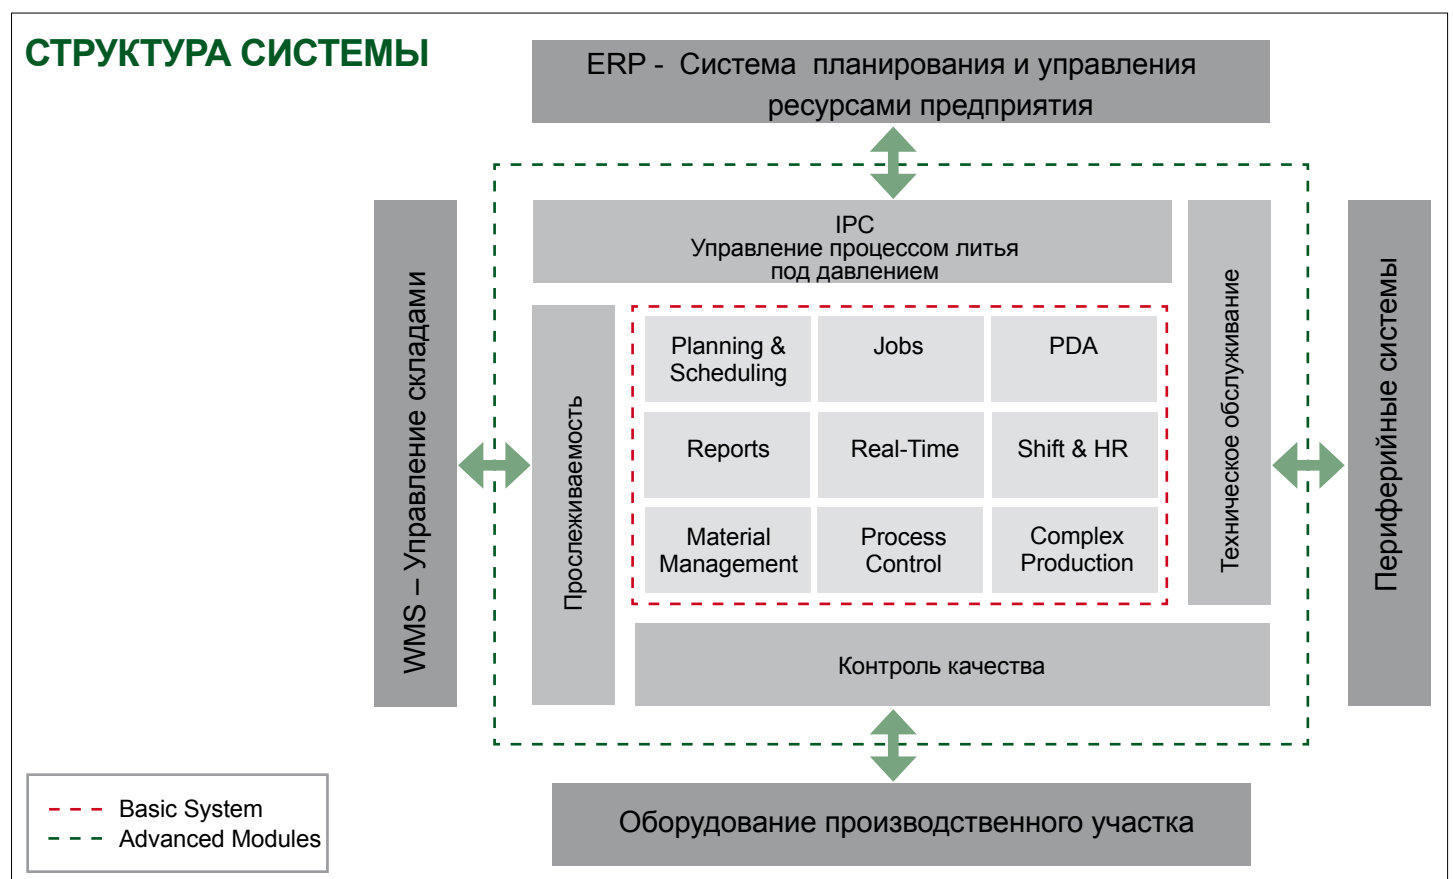 СТРУКТУРА СИСТЕМЫ
ERP - Система планирования и управления
ресурсами предприятия
WMS – Управление складами
IPC
Управление процессом литья
под давлением
Прослеживаемость
Planning &
Scheduling
Jobs
PDA
Reports
Real-Time
Shift & HR
Material
Management
Process
Control
Complex
Production
Техническое обслуживание
Периферийные системы
Контроль качества
Оборудование производственного участка
Basic System
Advanced Modules